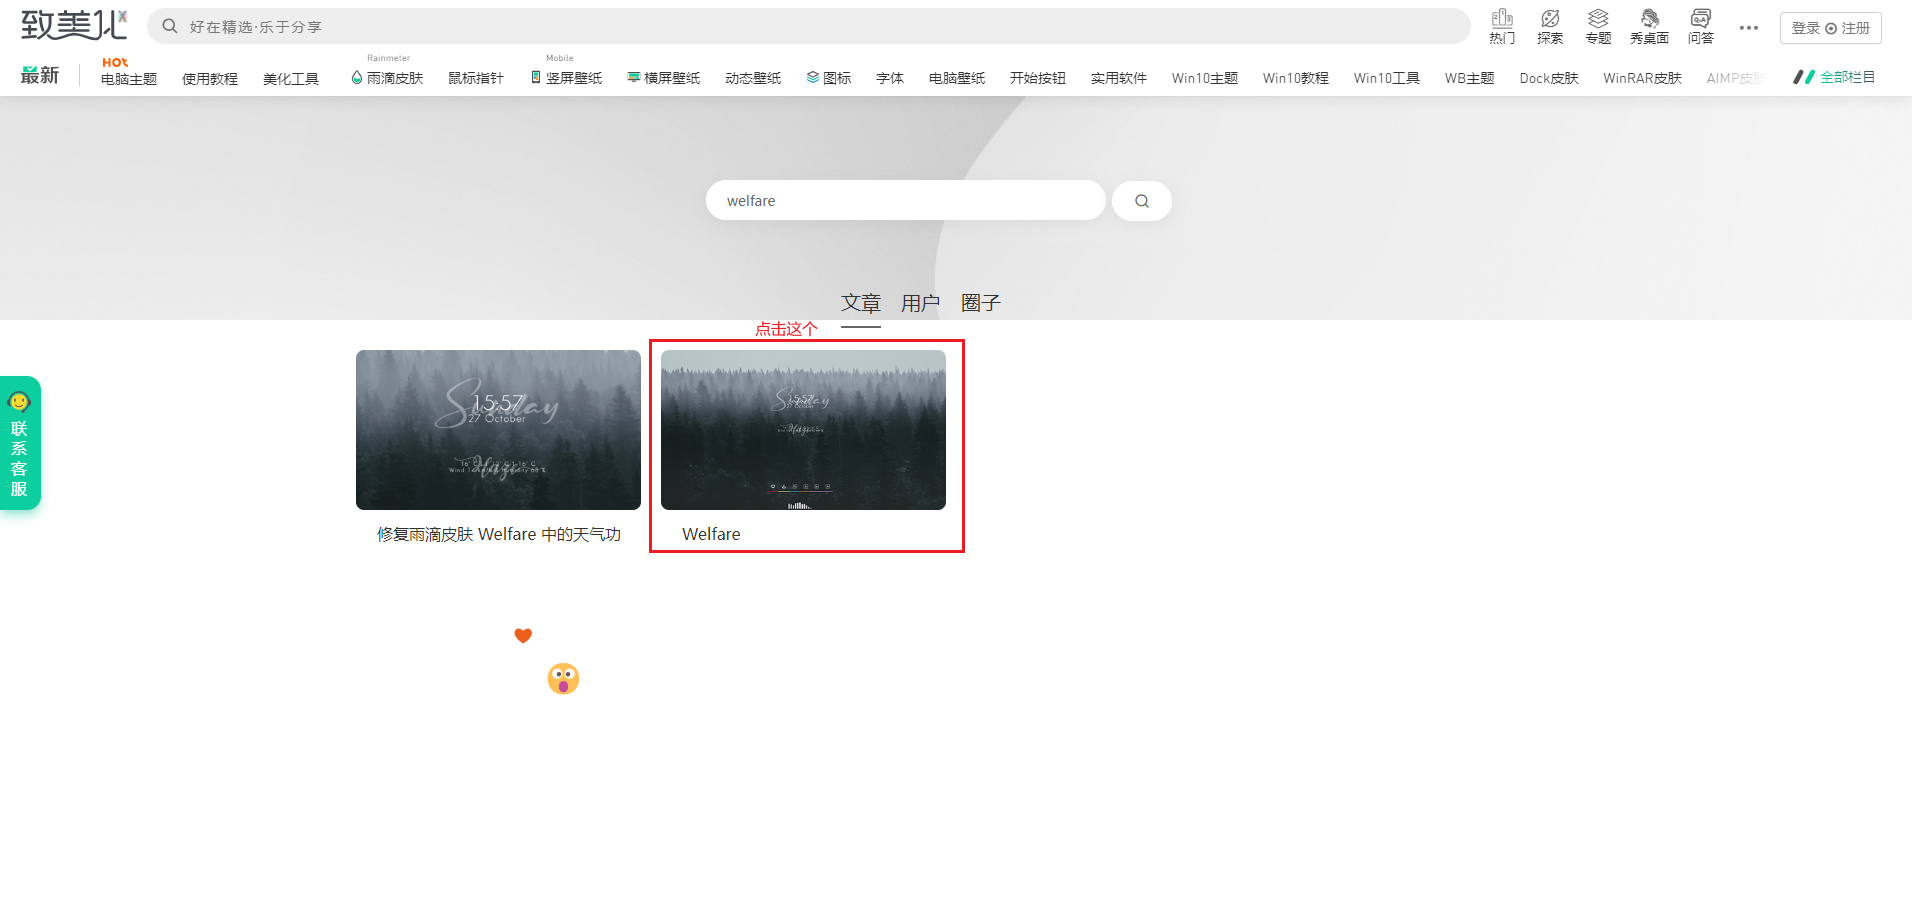 致美化
好在精选·乐于分享
热门
探索
专题
秀桌面
问答
登录 注册
最新
HOT
电脑主题
使用教程
美化工具
Rainmeter
雨滴皮肤
鼠标指针
Mobile
竖屏壁纸
横屏壁纸
动态壁纸
图标
字体
电脑壁纸
开始按钮
实用软件
Win10主题
Win10教程
Win10工具
WB主题
Dock皮肤
WinRAR皮肤
AIMP皮肤
全部栏目
welfare
文章 用户 圈子
点击这个
Sunday
15:57
27 October
Sunday
15:57
27 October
修复雨滴皮肤 Welfare 中的天气功
Welfare
联系客服